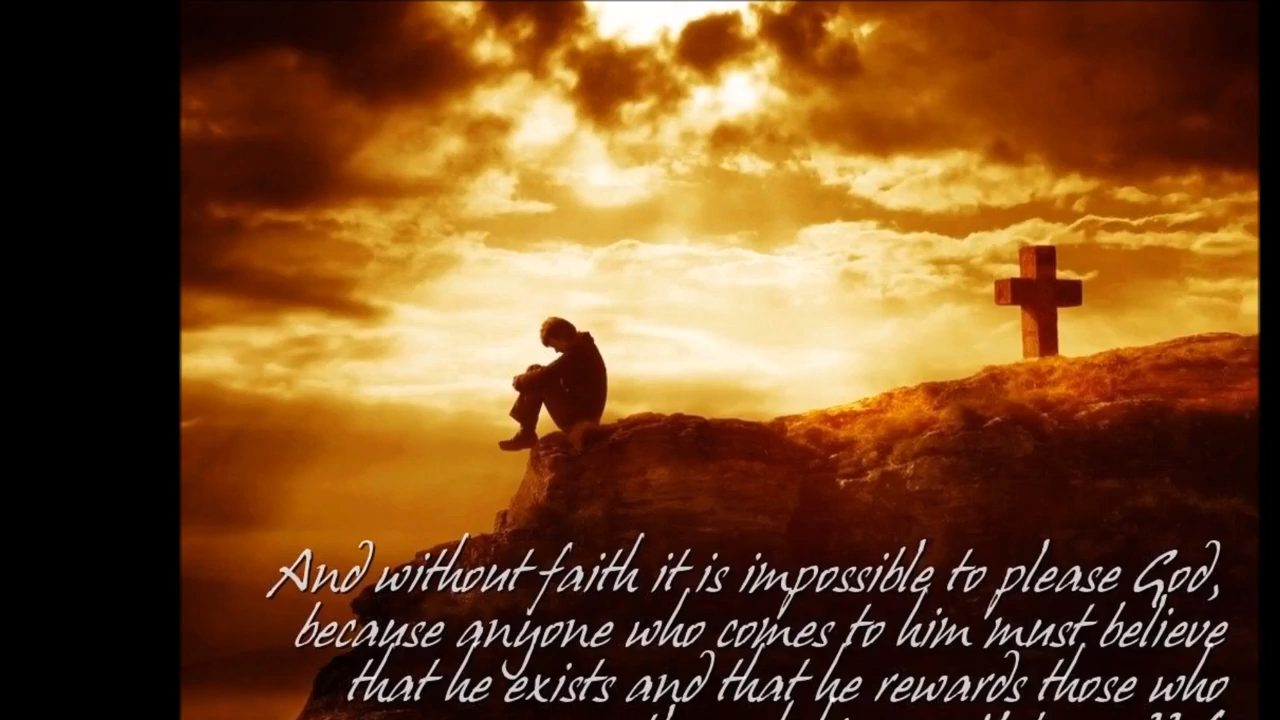 And without faith it is impossible to please God,
because anyone who comes to him must believe
that he exists and that he rewards those who